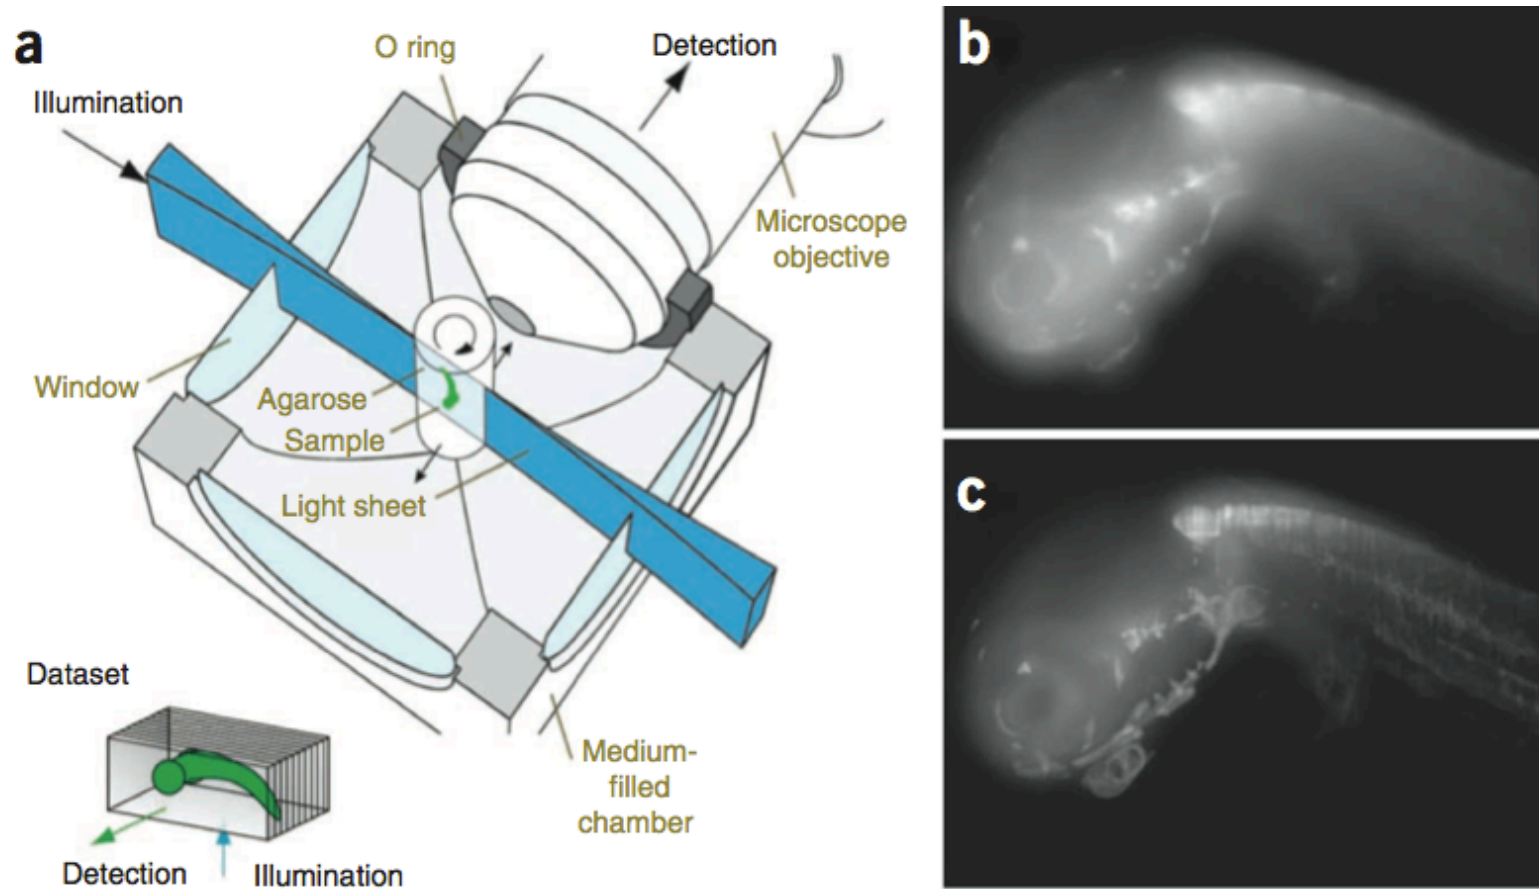 a
O ring
Detection
Illumination
Microscope
objective
Window
Agarose
Sample
Light sheet
Dataset
Medium-
filled
chamber
Detection
Illumination
b
c